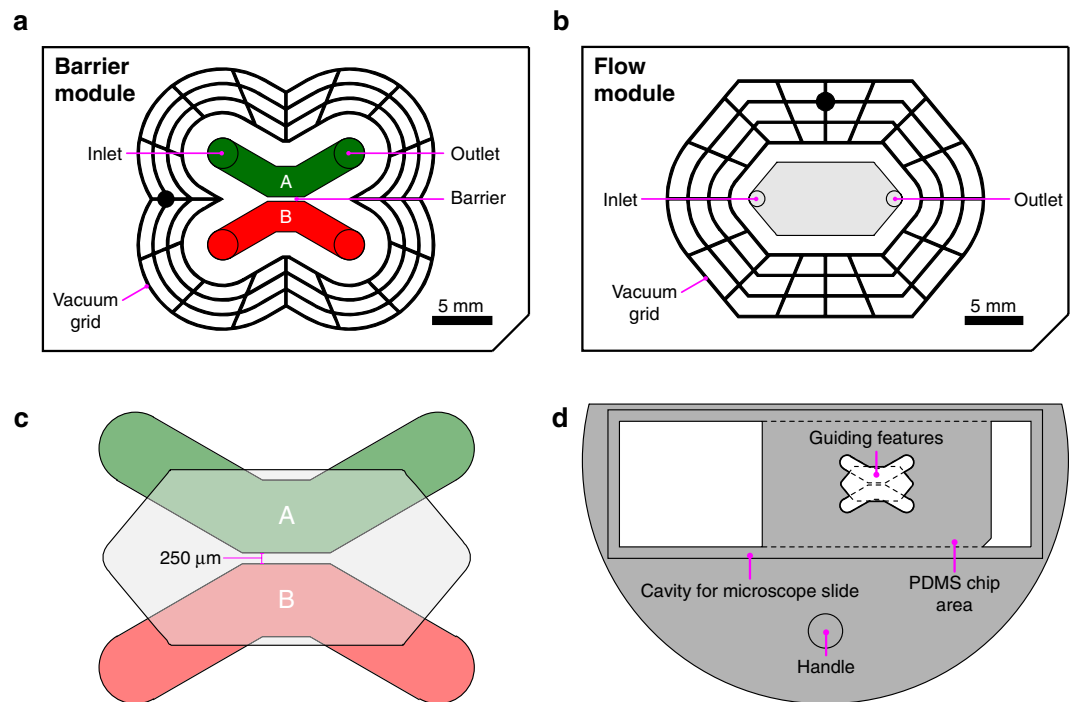 a
Barrier
module
Inlet
Outlet
A
Barrier
B
Vacuum
grid
5 mm
b
Flow
module
Inlet
Outlet
Vacuum
grid
5 mm
c
A
250 μm
B
d
Guiding features
Cavity for microscope slide
PDMS chip
area
Handle